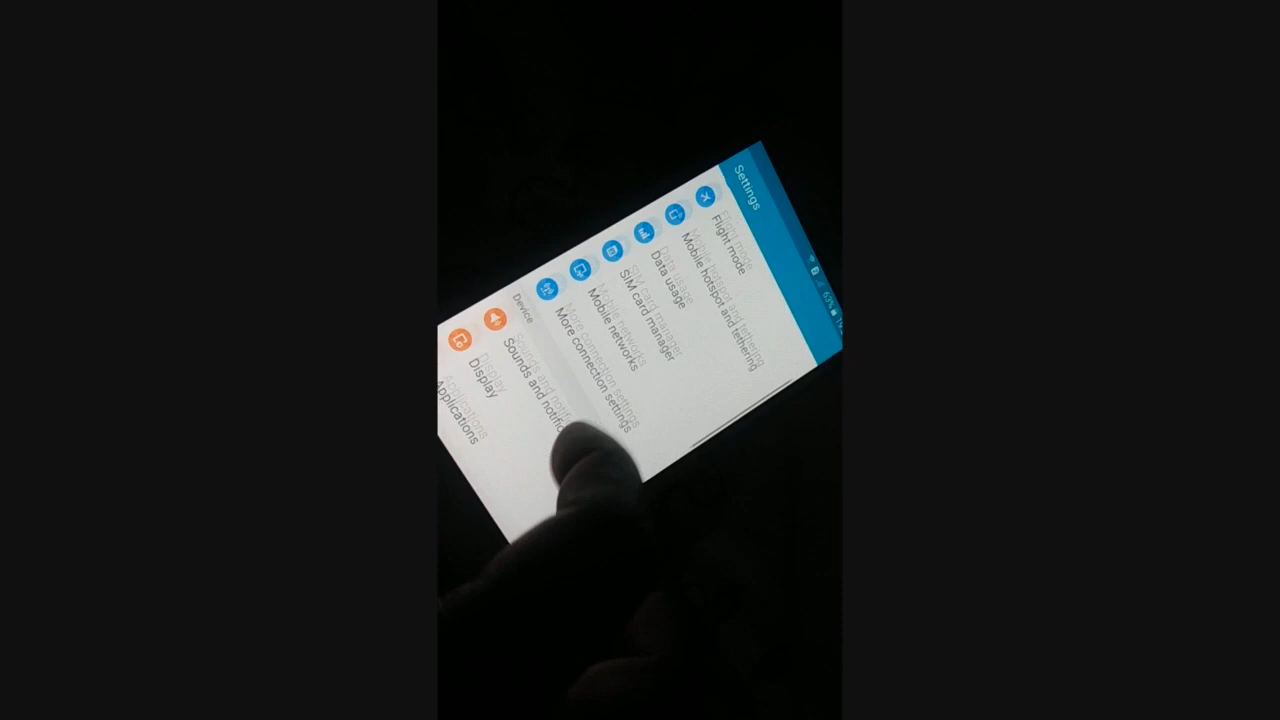 63%
Settings
Flight mode
Mobile hotspot and tethering
Data usage
SIM card manager
Mobile networks
More connection settings
Device
Sounds and notific
Display
Applications